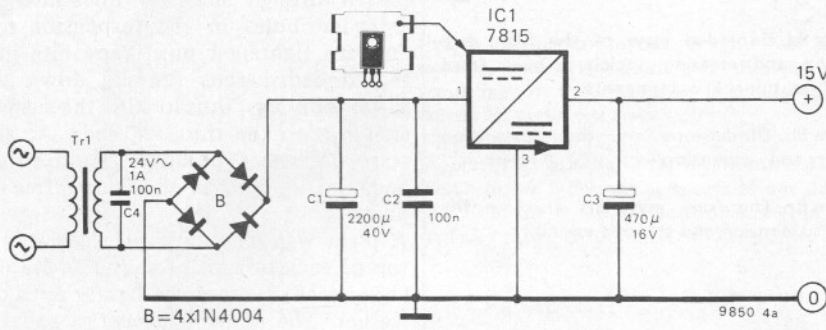 IC1
7815
1
2
3
15V
+
Tr1
24V~
1A
100n
C4
B
C1
2200µ
40V
C2
100n
C3
470µ
16V
0
B=4x1N4004
9850 4a